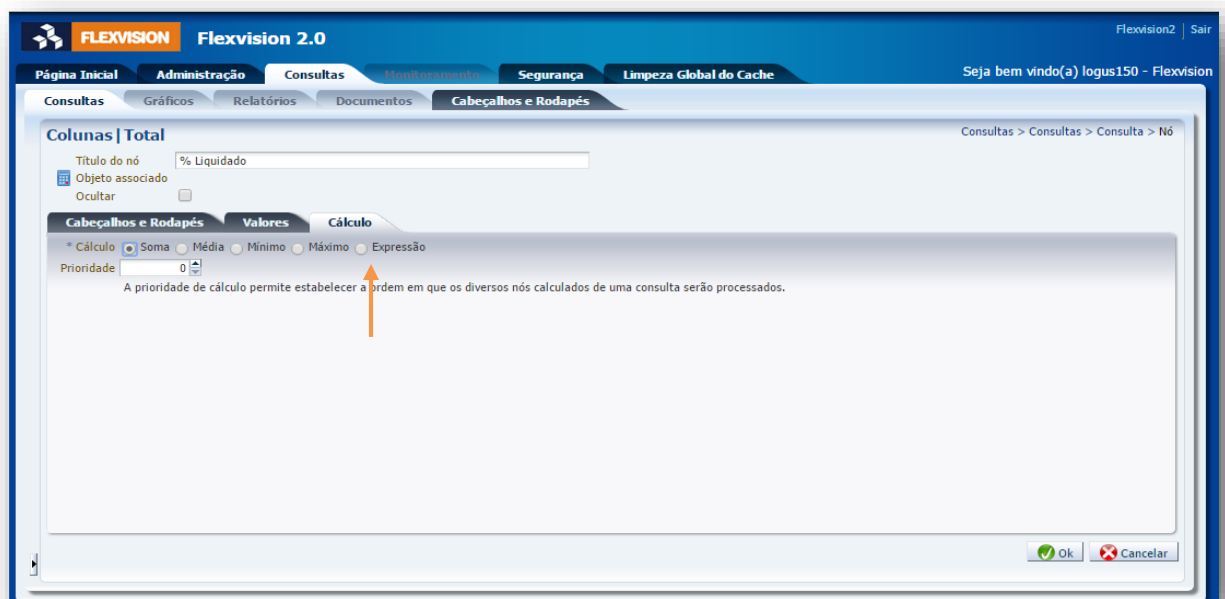 FLEXVISION Flexvision 2.0 Flexvision2 Sair
Página Inicial Administração Consultas Monitoramento Segurança Limpeza Global do Cache Seja bem vindo(a) logus150 - Flexvision
Consultas Gráficos Relatórios Documentos Cabeçalhos e Rodapés
Colunas | Total Consultas > Consultas > Consulta > Nó
Título do nó % Liquidado
Objeto associado
Ocultar
Cabeçalhos e Rodapés Valores Cálculo
* Cálculo Soma Média Mínimo Máximo Expressão
Prioridade 0
A prioridade de cálculo permite estabelecer a ordem em que os diversos nós calculados de uma consulta serão processados.
Ok Cancelar